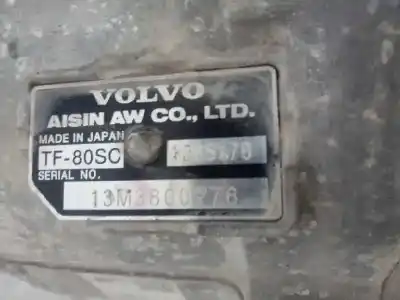 VOLVO
AISIN AW CO., LTD.
MADE IN JAPAN
TF-80SC
SERIAL NO.